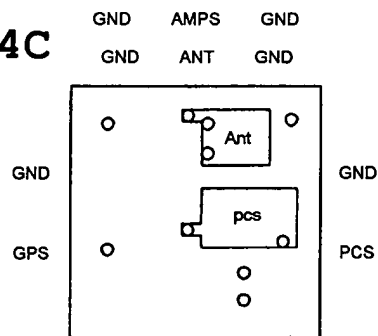 GND AMPS GND
4C
GND ANT GND
Ant
GND GND
pcs
GPS PCS